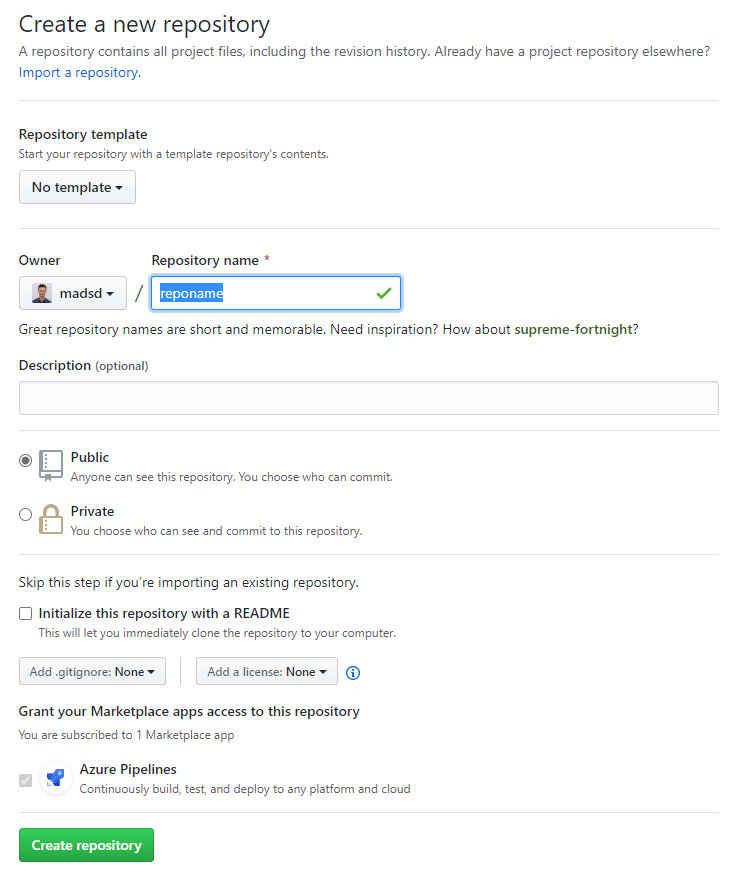 Create a new repository
A repository contains all project files, including the revision history. Already have a project repository elsewhere?
Import a repository.
Repository template
Start your repository with a template repository's contents.
No template
Owner
Repository name *
madsd
/
reponame
Great repository names are short and memorable. Need inspiration? How about supreme-fortnight?
Description (optional)
Public
Anyone can see this repository. You choose who can commit.
Private
You choose who can see and commit to this repository.
Skip this step if you’re importing an existing repository.
Initialize this repository with a README
This will let you immediately clone the repository to your computer.
Add .gitignore: None
Add a license: None
Grant your Marketplace apps access to this repository
You are subscribed to 1 Marketplace app
Azure Pipelines
Continuously build, test, and deploy to any platform and cloud
Create repository